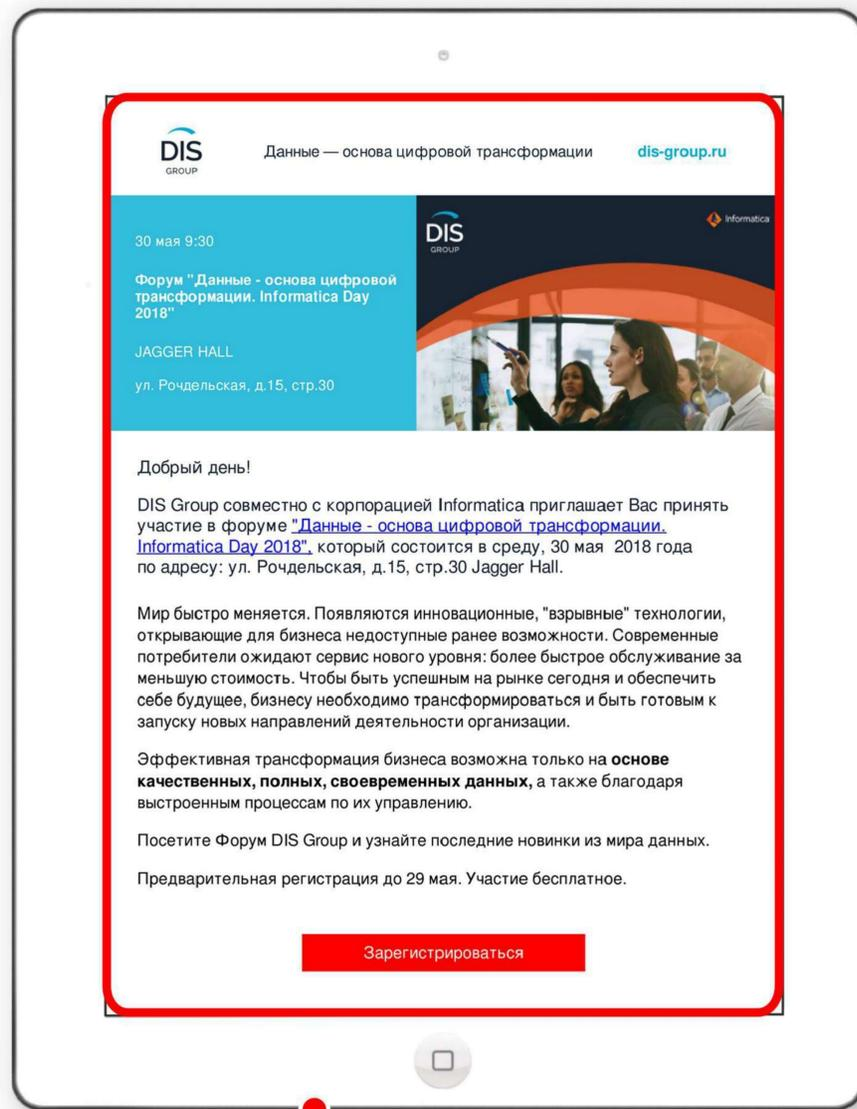 DIS
GROUP
Данные — основа цифровой трансформации
dis-group.ru
30 мая 9:30
Форум "Данные - основа цифровой
трансформации. Informatica Day
2018"
JAGGER HALL
ул. Рочдельская, д.15, стр.30
DIS
GROUP
Informatica
Добрый день!
DIS Group совместно с корпорацией Informatica приглашает Вас принять
участие в форуме "Данные - основа цифровой трансформации.
Informatica Day 2018", который состоится в среду, 30 мая  2018 года
по адресу: ул. Рочдельская, д.15, стр.30 Jagger Hall.
Мир быстро меняется. Появляются инновационные, "взрывные" технологии,
открывающие для бизнеса недоступные ранее возможности. Современные
потребители ожидают сервис нового уровня: более быстрое обслуживание за
меньшую стоимость. Чтобы быть успешным на рынке сегодня и обеспечить
себе будущее, бизнесу необходимо трансформироваться и быть готовым к
запуску новых направлений деятельности организации.
Эффективная трансформация бизнеса возможна только на основе
качественных, полных, своевременных данных, а также благодаря
выстроенным процессам по их управлению.
Посетите Форум DIS Group и узнайте последние новинки из мира данных.
Предварительная регистрация до 29 мая. Участие бесплатное.
Зарегистрироваться